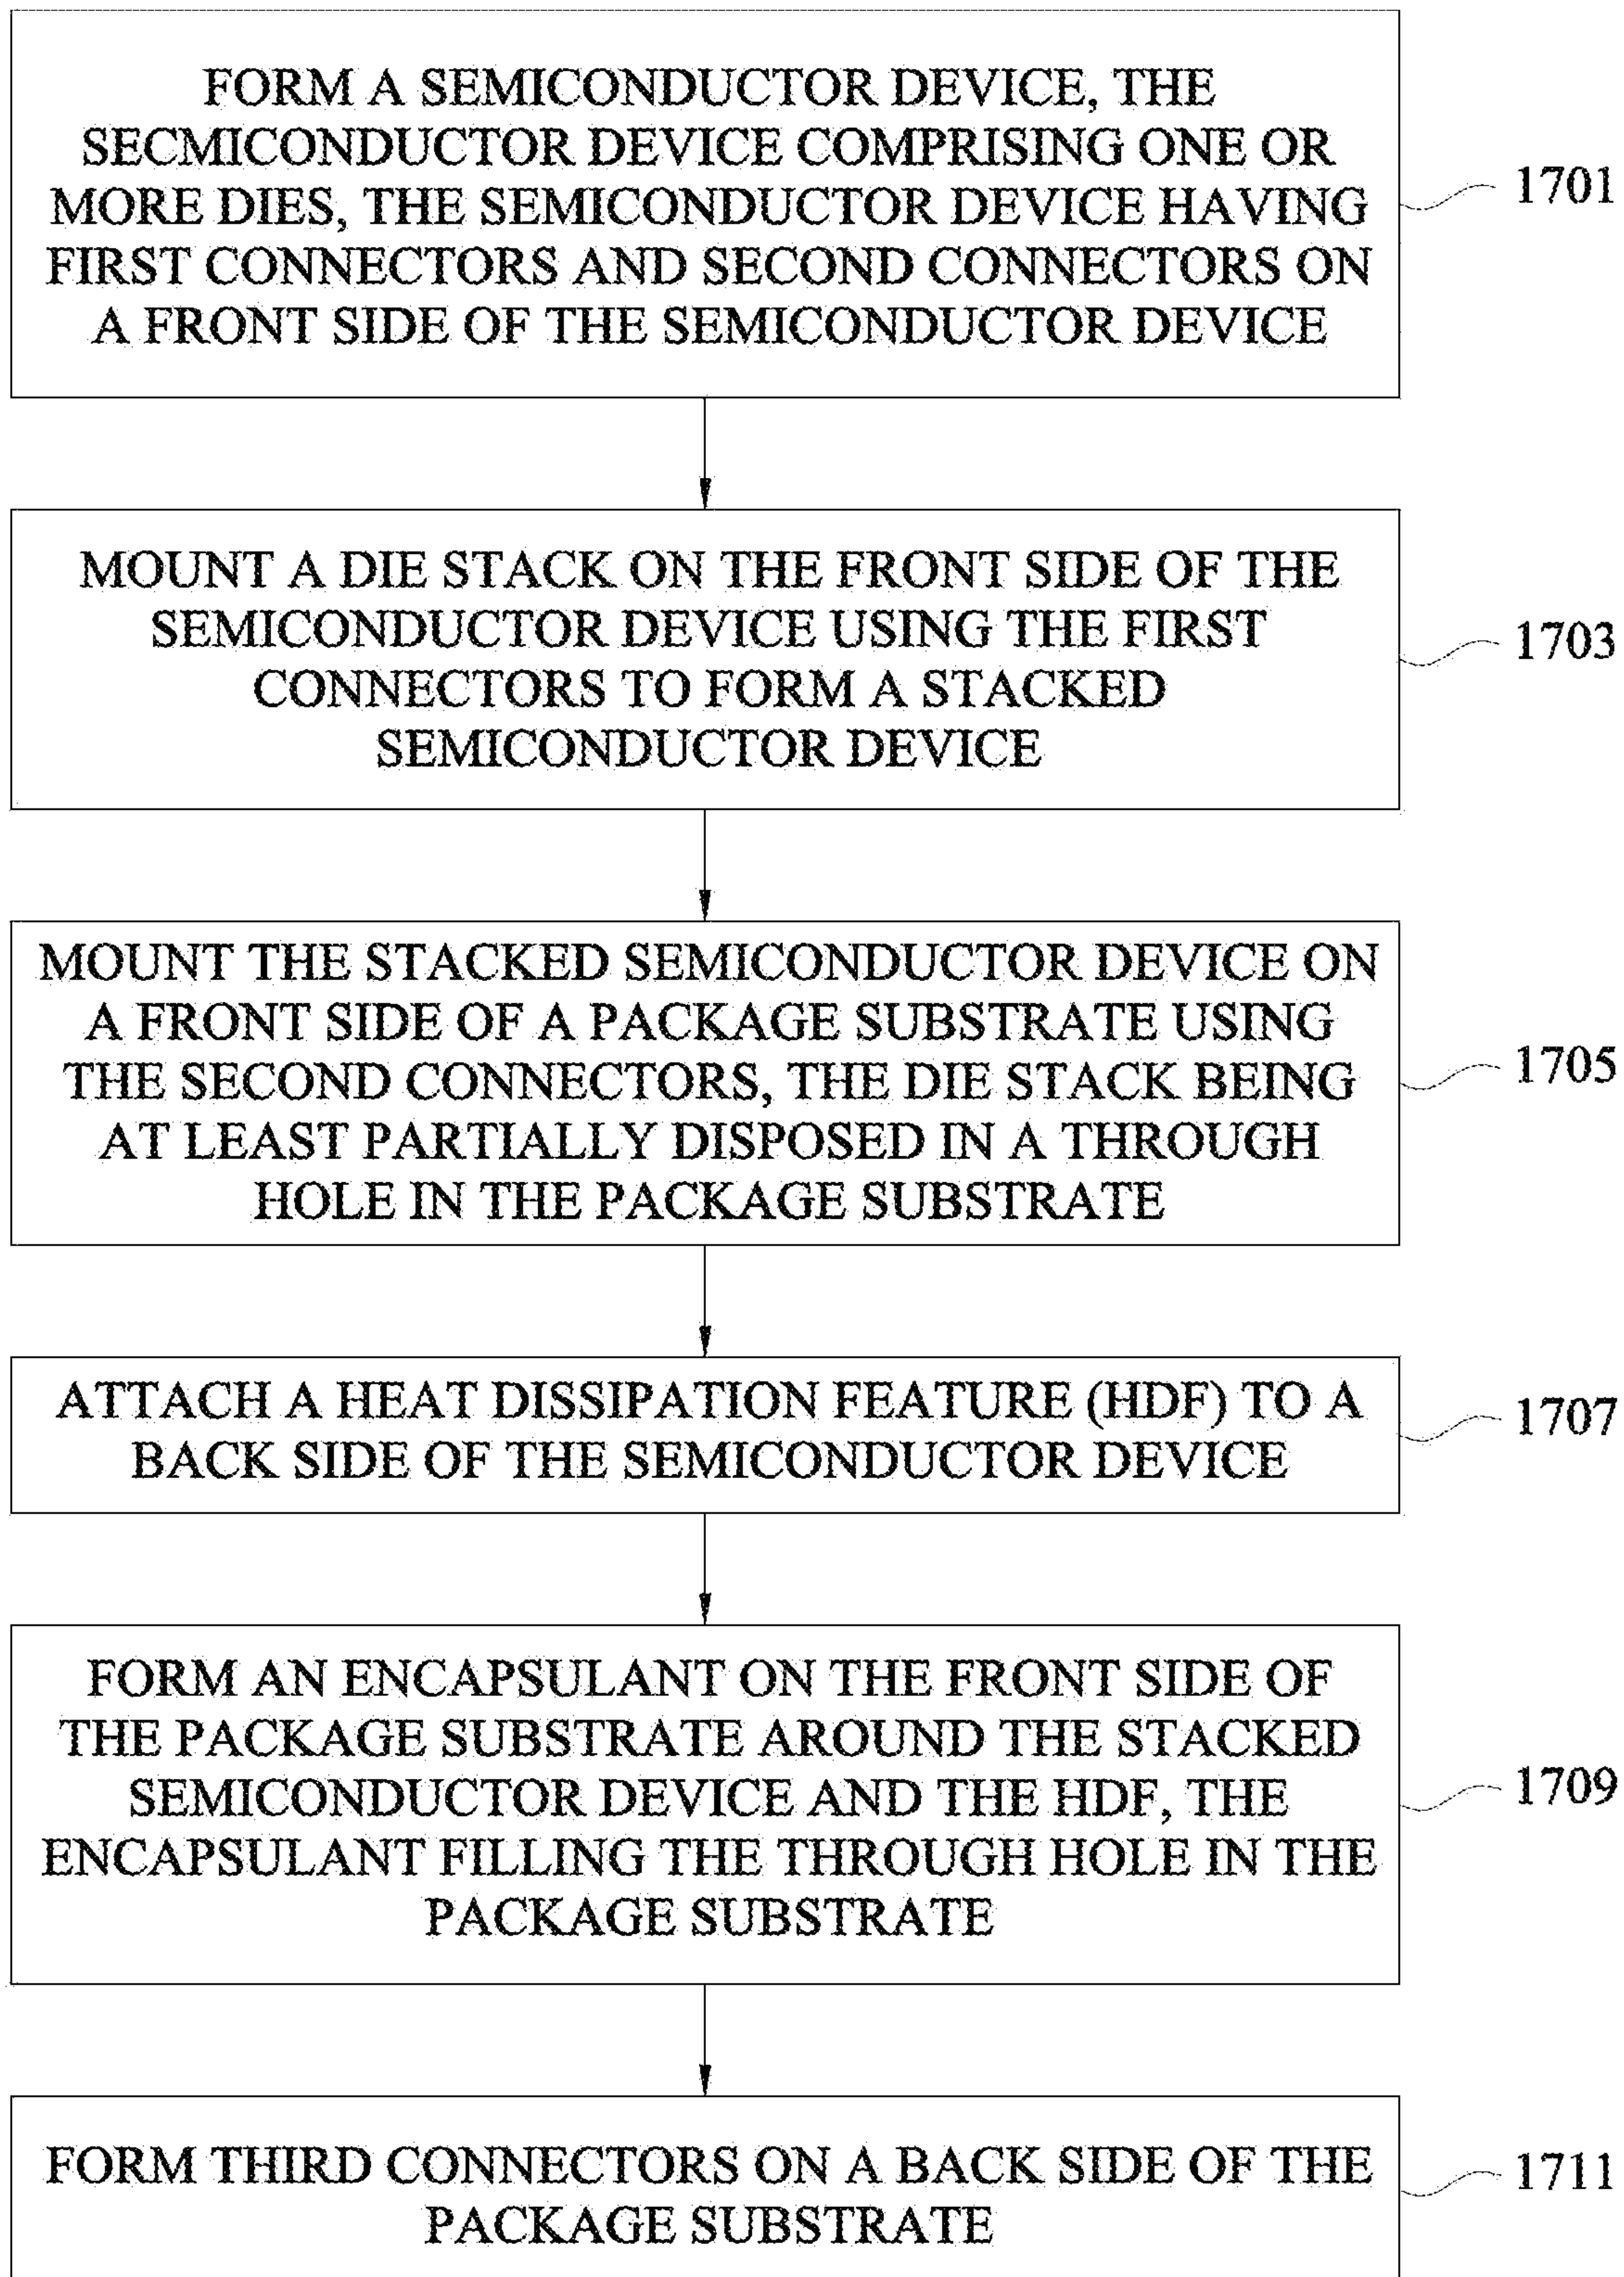 FORM A SEMICONDUCTOR DEVICE, THE
SECMICONDUCTOR DEVICE COMPRISING ONE OR
MORE DIES, THE SEMICONDUCTOR DEVICE HAVING
FIRST CONNECTORS AND SECOND CONNECTORS ON
A FRONT SIDE OF THE SEMICONDUCTOR DEVICE
1701
MOUNT A DIE STACK ON THE FRONT SIDE OF THE
SEMICONDUCTOR DEVICE USING THE FIRST
CONNECTORS TO FORM A STACKED
SEMICONDUCTOR DEVICE
1703
MOUNT THE STACKED SEMICONDUCTOR DEVICE ON
A FRONT SIDE OF A PACKAGE SUBSTRATE USING
THE SECOND CONNECTORS, THE DIE STACK BEING
AT LEAST PARTIALLY DISPOSED IN A THROUGH
HOLE IN THE PACKAGE SUBSTRATE
1705
ATTACH A HEAT DISSIPATION FEATURE (HDF) TO A
BACK SIDE OF THE SEMICONDUCTOR DEVICE
1707
FORM AN ENCAPSULANT ON THE FRONT SIDE OF
THE PACKAGE SUBSTRATE AROUND THE STACKED
SEMICONDUCTOR DEVICE AND THE HDF, THE
ENCAPSULANT FILLING THE THROUGH HOLE IN THE
PACKAGE SUBSTRATE
1709
FORM THIRD CONNECTORS ON A BACK SIDE OF THE
PACKAGE SUBSTRATE
1711